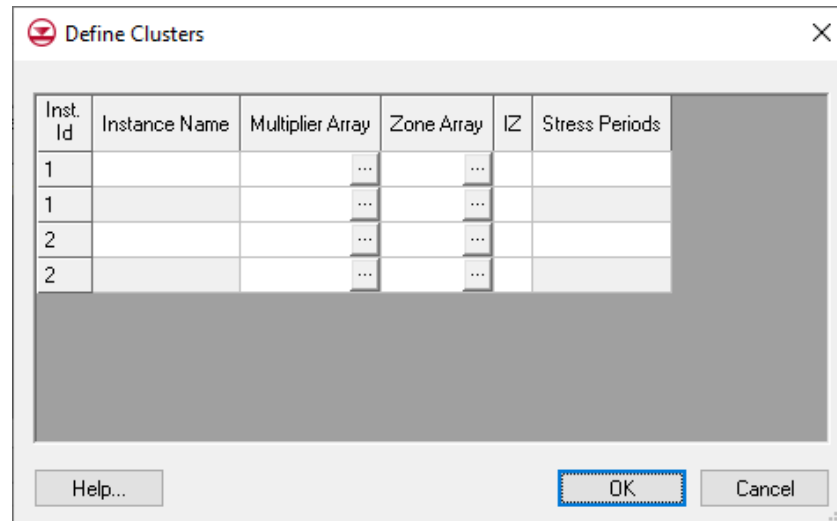 Define Clusters
Inst. Id Instance Name Multiplier Array Zone Array IZ Stress Periods
1 ... ...
1 ... ...
2 ... ...
2 ... ...
Help... OK Cancel